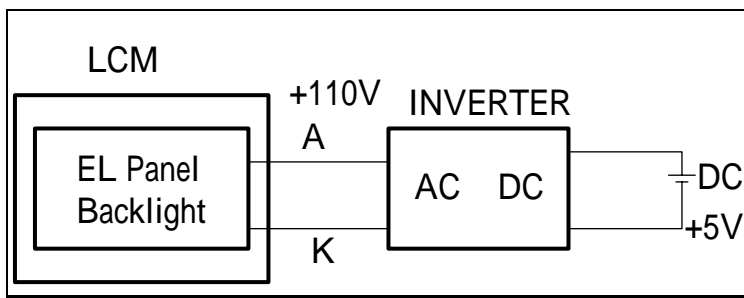 LCM
+110V
INVERTER
A
EL Panel
Backlight
AC DC
DC
+5V
K